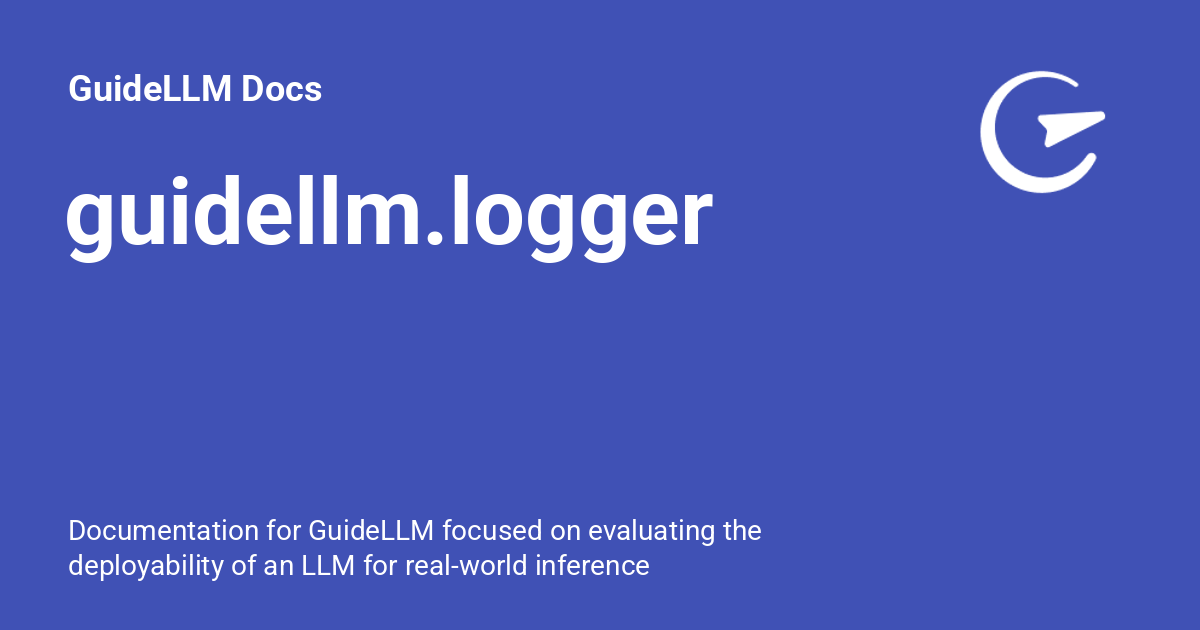 GuideLLM Docs
guidellm.logger
Documentation for GuideLLM focused on evaluating the
deployability of an LLM for real-world inference